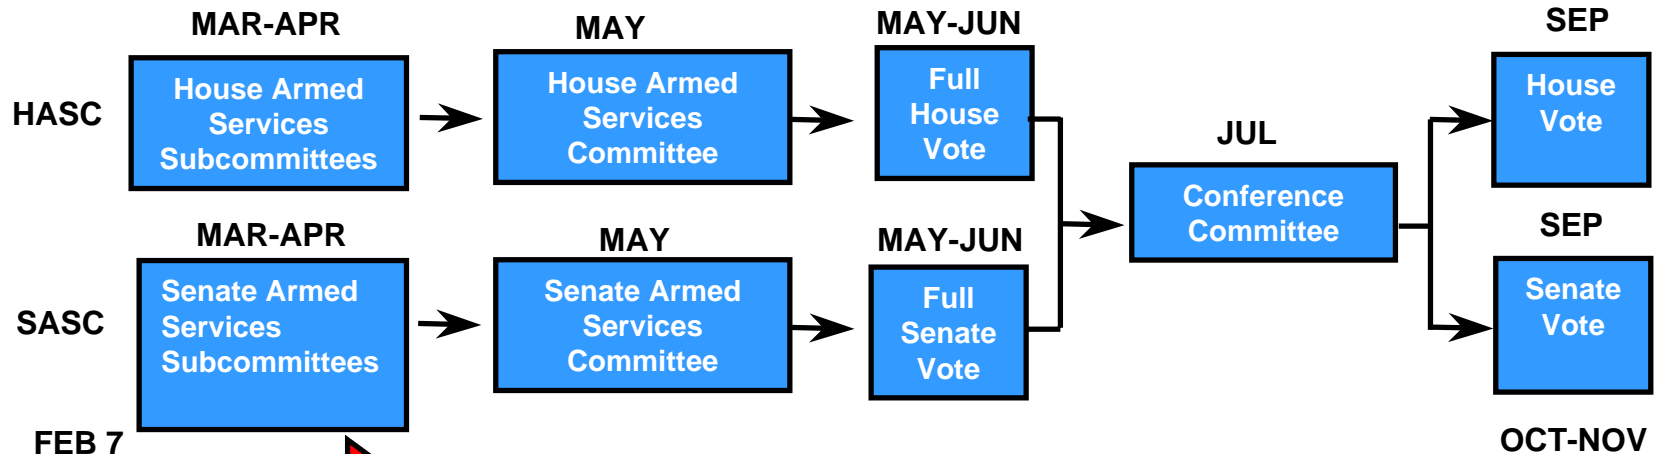 MAR-APR
MAY
MAY-JUN
SEP
HASC
House Armed
Services
Subcommittees
House Armed
Services
Committee
Full
House
Vote
JUL
House
Vote
Conference
Committee
MAR-APR
MAY
MAY-JUN
SEP
SASC
Senate Armed
Services
Subcommittees
Senate Armed
Services
Committee
Full
Senate
Vote
Senate
Vote
FEB 7
OCT-NOV